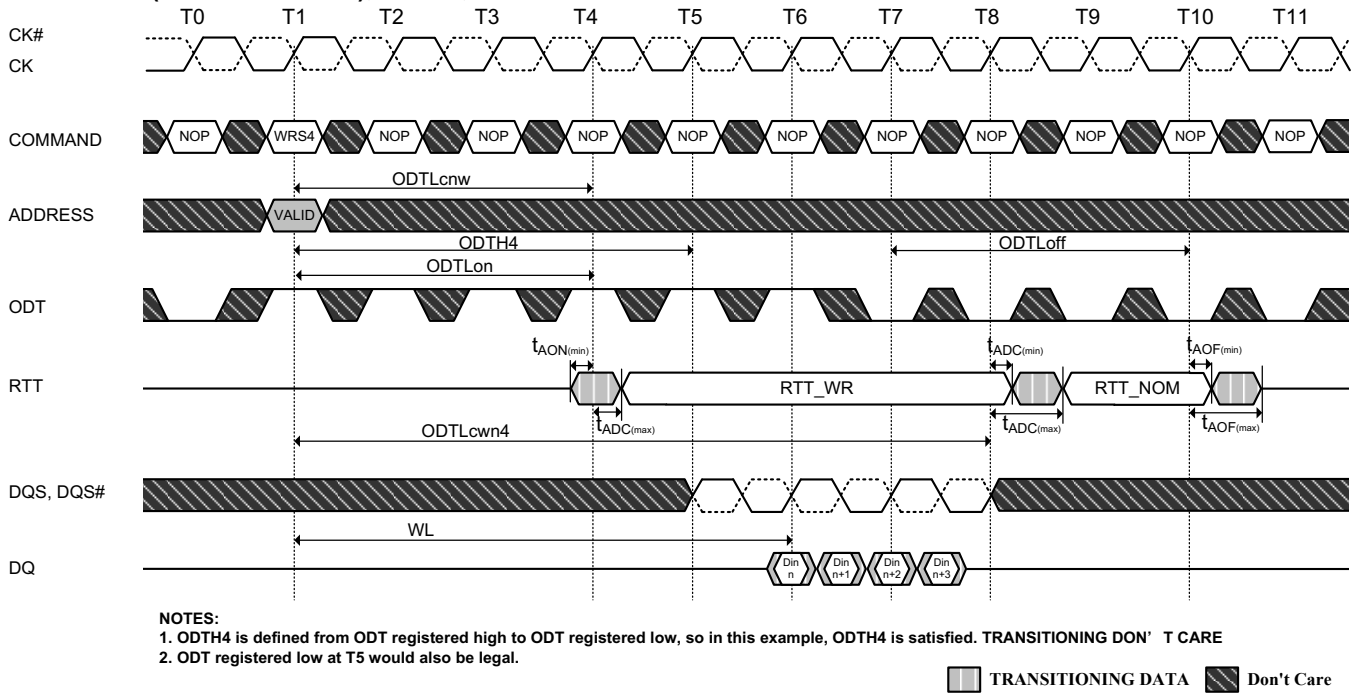 T0 T1 T2 T3 T4 T5 T6 T7 T8 T9 T10 T11
CK#
CK
COMMAND
NOP WRS4 NOP NOP NOP NOP NOP NOP NOP NOP NOP NOP
ODTLcnw
ADDRESS
VALID
ODTH4 ODTLoff
ODTLon
ODT
tAON(min) tADC(min) tAOF(min)
RTT
RTT_WR RTT_NOM
tADC(max) tADC(max) tAOF(max)
ODTLcwn4
DQS, DQS#
WL
DQ
Din n Din n+1 Din n+2 Din n+3
NOTES:
1. ODTH4 is defined from ODT registered high to ODT registered low, so in this example, ODTH4 is satisfied. TRANSITIONING DON' T CARE
2. ODT registered low at T5 would also be legal.
TRANSITIONING DATA Don't Care